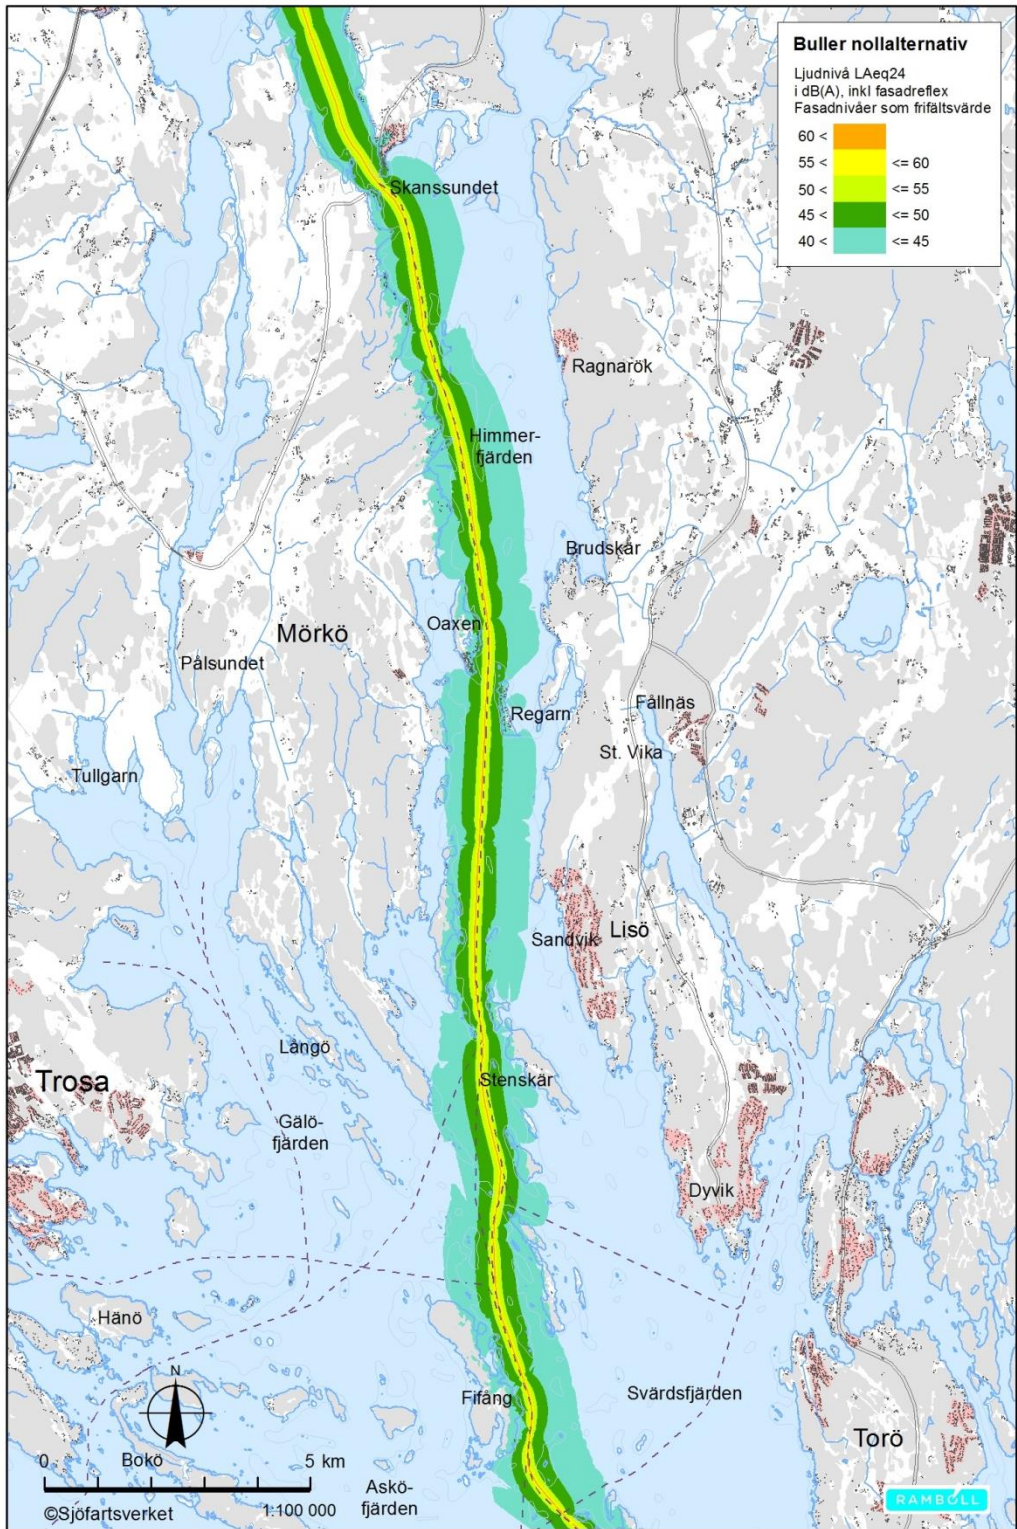 Buller nollalternativ
Ljudnivå LAeq24
i dB(A), inkl fasadreflex
Fasadnivåer som frifältsvärde
60 <
55 < <= 60
50 < <= 55
45 < <= 50
40 < <= 45
Skanssundet
Ragnarök
Himmer-
fjärden
Brudskär
Oaxen
Mörkö
Pålsundet
Regarn
Fållnäs
St. Vika
Tullgarn
Sandvik
Lisö
Långö
Trosa
Stenskär
Gälö-
fjärden
Dyvik
Hänö
N
Fifång
Svärdsfjärden
Torö
Bokö
0 5 km
Askö-
fjärden
1:100 000
©Sjöfartsverket
RAMBOLL